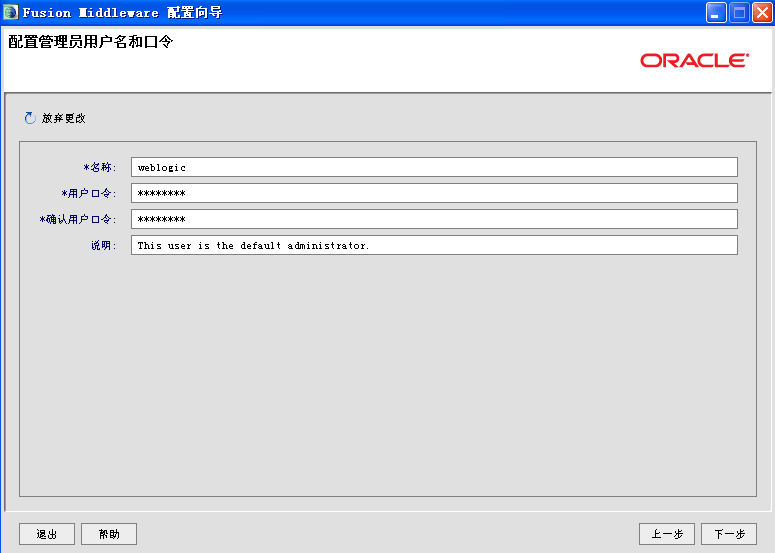 Fusion Middleware 配置向导
配置管理员用户名和口令
ORACLE
放弃更改
*名称: weblogic
*用户口令: ********
*确认用户口令: ********
说明: This user is the default administrator.
退出 帮助 上一步 下一步